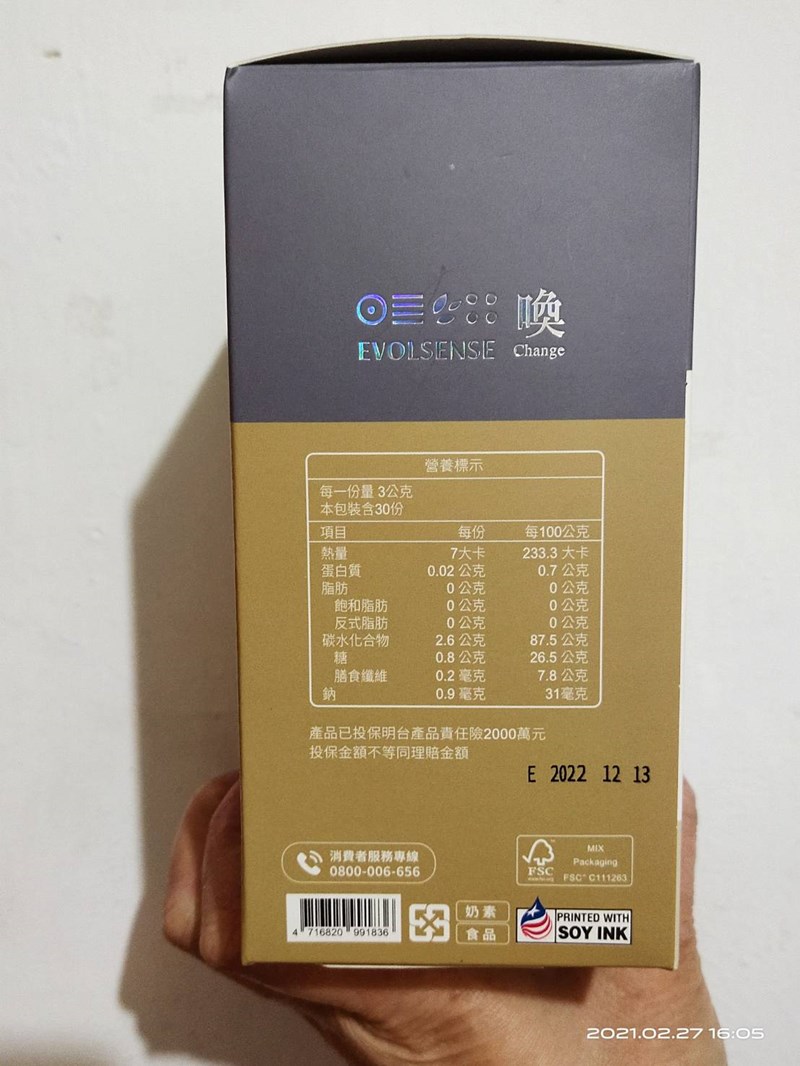 EVOLSENSE
喚
Change
營養標示
每一份量 3公克
本包裝含30份
項目 每份 每100公克
熱量 7大卡 233.3 大卡
蛋白質 0.02 公克 0.7 公克
脂肪 0 公克 0 公克
飽和脂肪 0 公克 0 公克
反式脂肪 0 公克 0 公克
碳水化合物 2.6 公克 87.5 公克
糖 0.8 公克 26.5 公克
膳食纖維 0.2 毫克 7.8 公克
鈉 0.9 毫克 31毫克
產品已投保明台產品責任險2000萬元
投保金額不等同理賠金額
E 2022 12 13
消費者服務專線
0800-006-656
FSC
www.fsc.org
MIX
Packaging
FSC™ C111263
4 716820 991836
奶素
食品
PRINTED WITH
SOY INK
2021.02.27 16:05